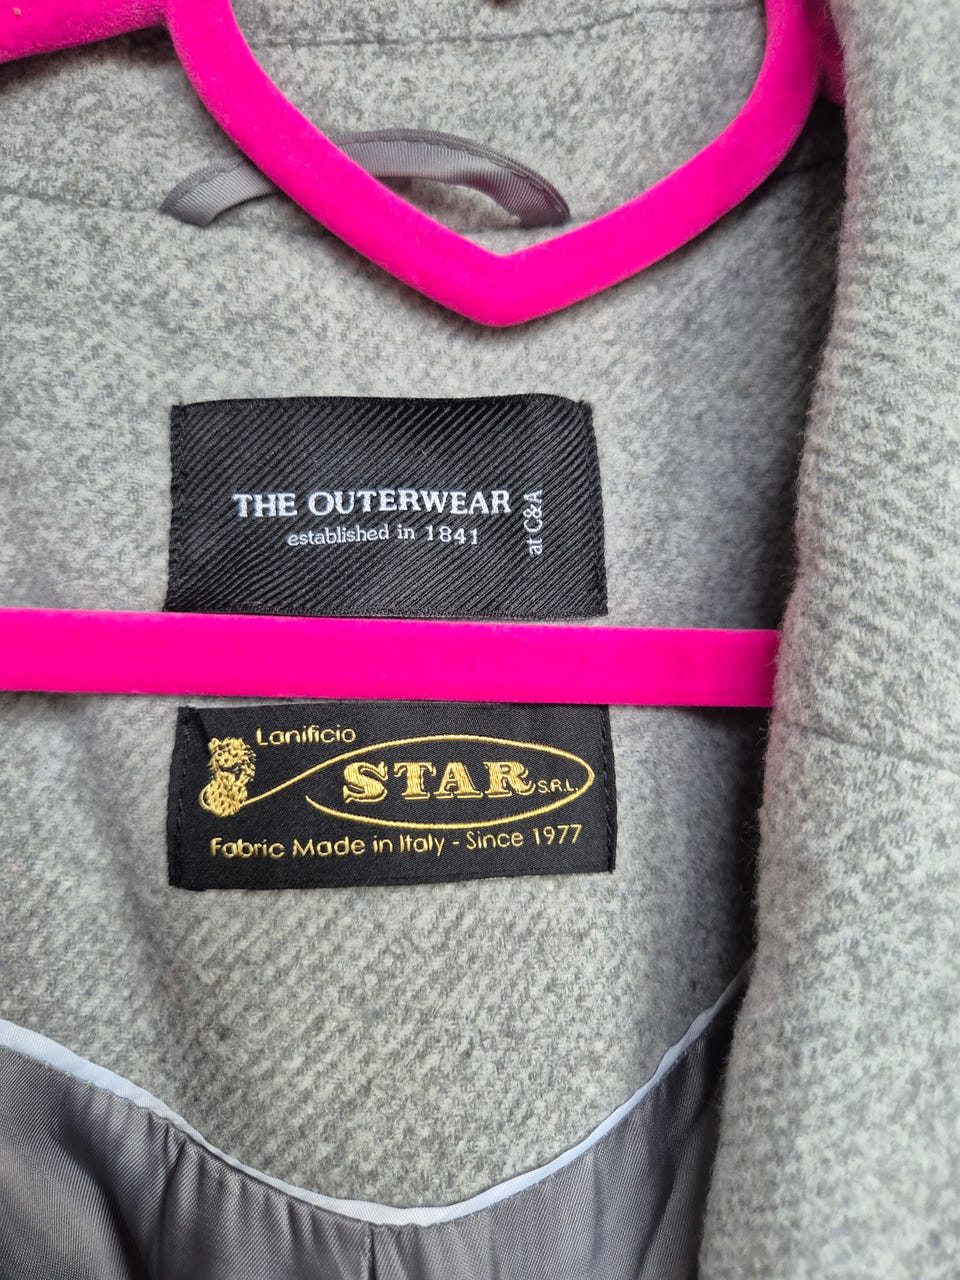 THE OUTERWEAR
established in 1841
at C&A
Lanificio
STAR S.R.L.
Fabric Made in Italy - Since 1977